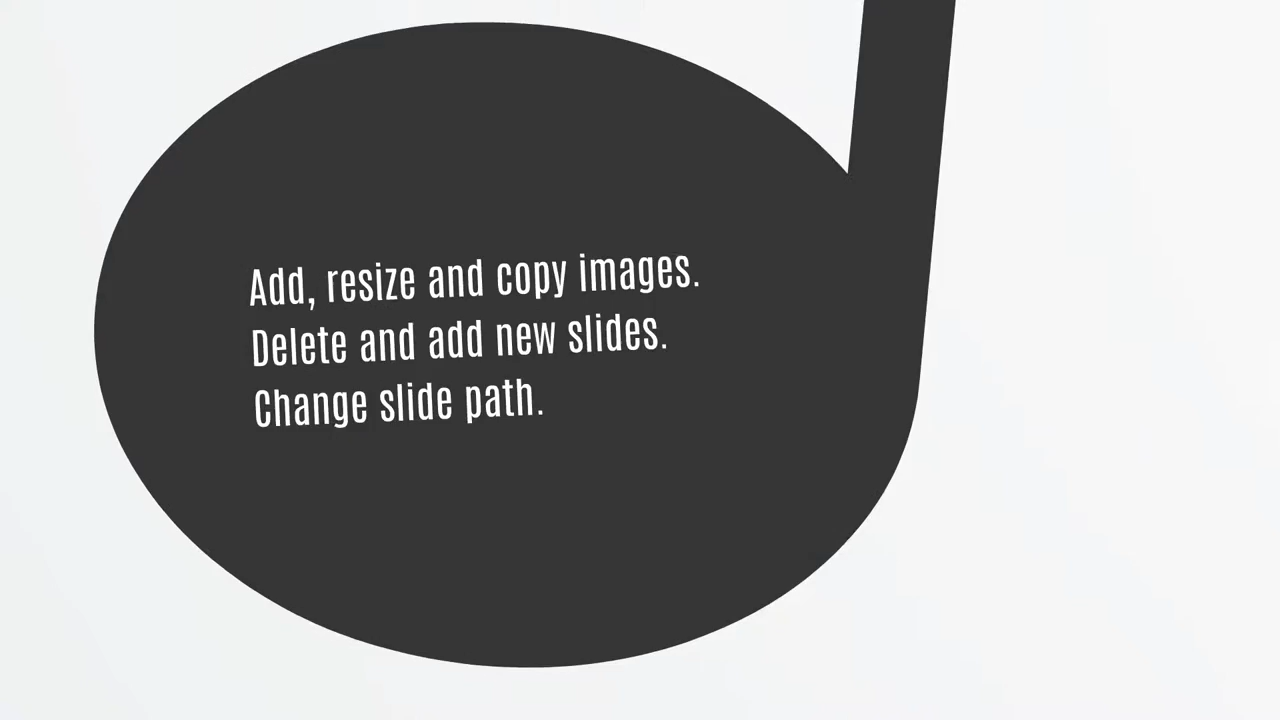 Add, resize and copy images.
Delete and add new slides.
Change slide path.